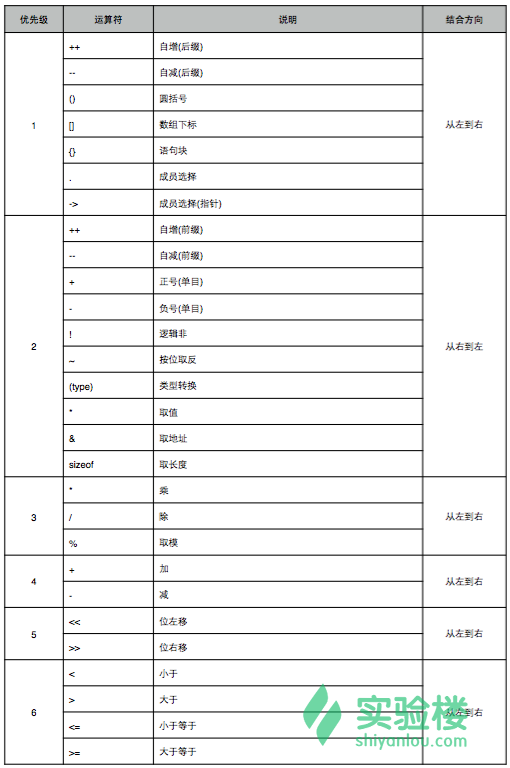 优先级 运算符 说明 结合方向
++ 自增(后缀)
-- 自减(后缀)
() 圆括号
1 [] 数组下标 从左到右
{} 语句块
. 成员选择
-> 成员选择(指针)
++ 自增(前缀)
-- 自减(前缀)
+ 正号(单目)
- 负号(单目)
2 ! 逻辑非 从右到左
~ 按位取反
(type) 类型转换
* 取值
& 取地址
sizeof 取长度
* 乘
3 / 除 从左到右
% 取模
4 + 加 从左到右
- 减
5 << 位左移 从左到右
>> 位右移
< 小于
> 大于
6 <= 小于等于 从左到右
>= 大于等于
实验楼
shiyanlou.com